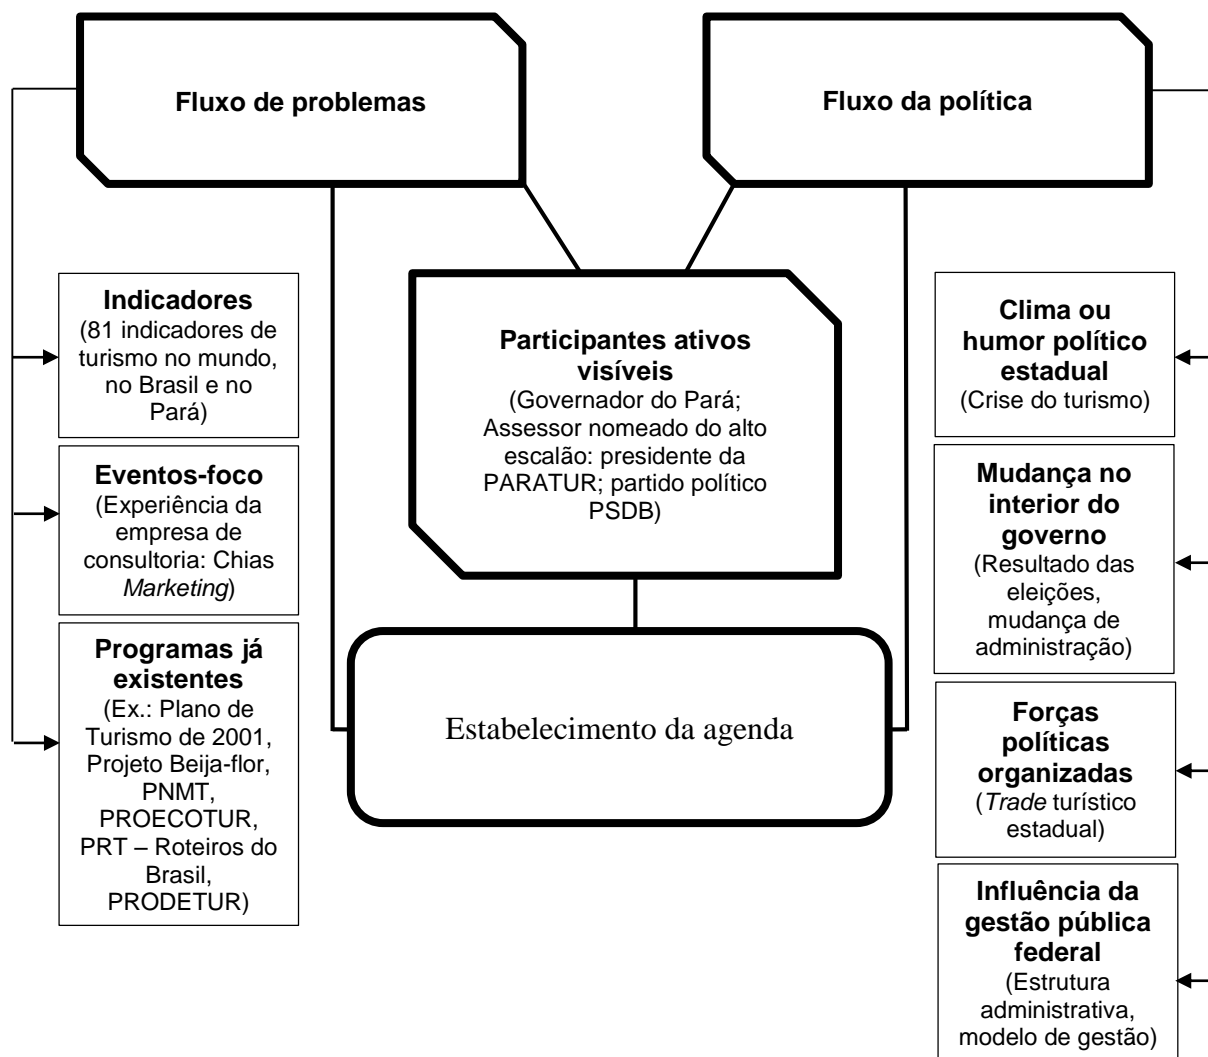 Fluxo de problemas
Fluxo da política
Indicadores
(81 indicadores de
turismo no mundo,
no Brasil e no
Pará)
Eventos-foco
(Experiência da
empresa de
consultoria: Chias
Marketing)
Programas já
existentes
(Ex.: Plano de
Turismo de 2001,
Projeto Beija-flor,
PNMT,
PROECOTUR,
PRT – Roteiros do
Brasil,
PRODETUR)
Participantes ativos
visíveis
(Governador do Pará;
Assessor nomeado do alto
escalão: presidente da
PARATUR; partido político
PSDB)
Estabelecimento da agenda
Clima ou
humor político
estadual
(Crise do turismo)
Mudança no
interior do
governo
(Resultado das
eleições,
mudança de
administração)
Forças
políticas
organizadas
(Trade turístico
estadual)
Influência da
gestão pública
federal
(Estrutura
administrativa,
modelo de gestão)